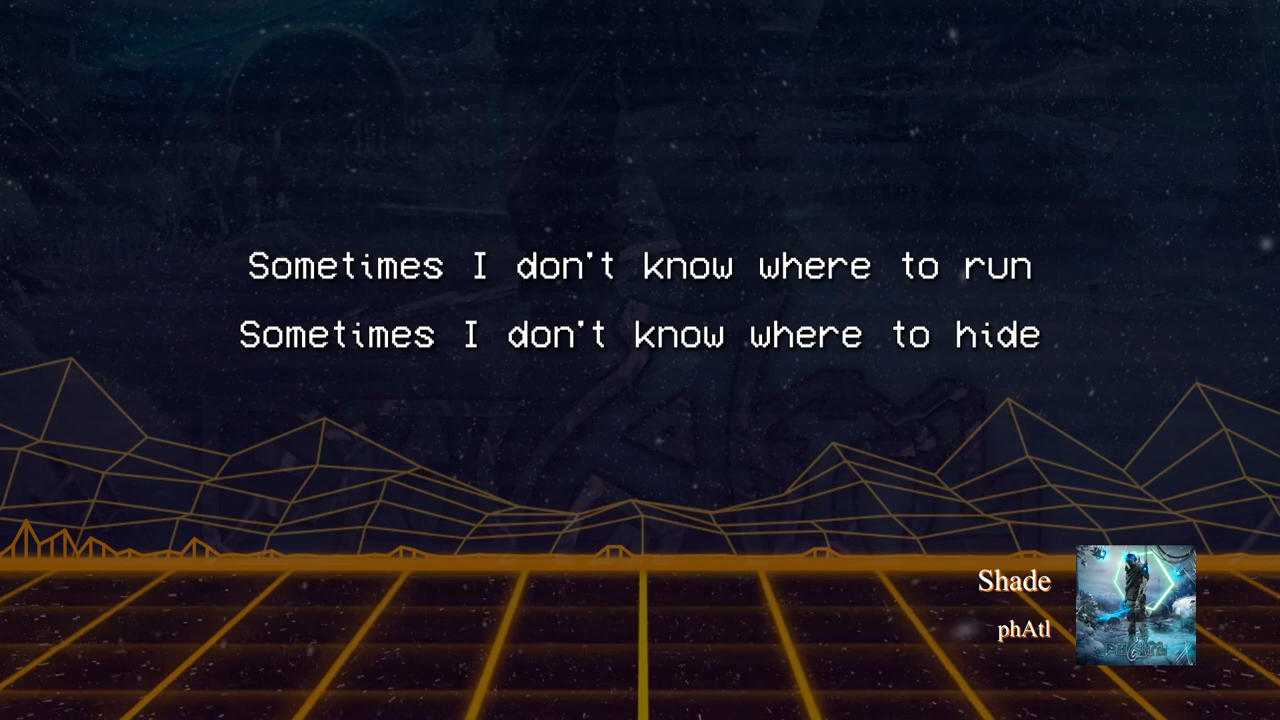 Sometimes I don't know where to run
Sometimes I don't know where to hide
Shade
phAtl